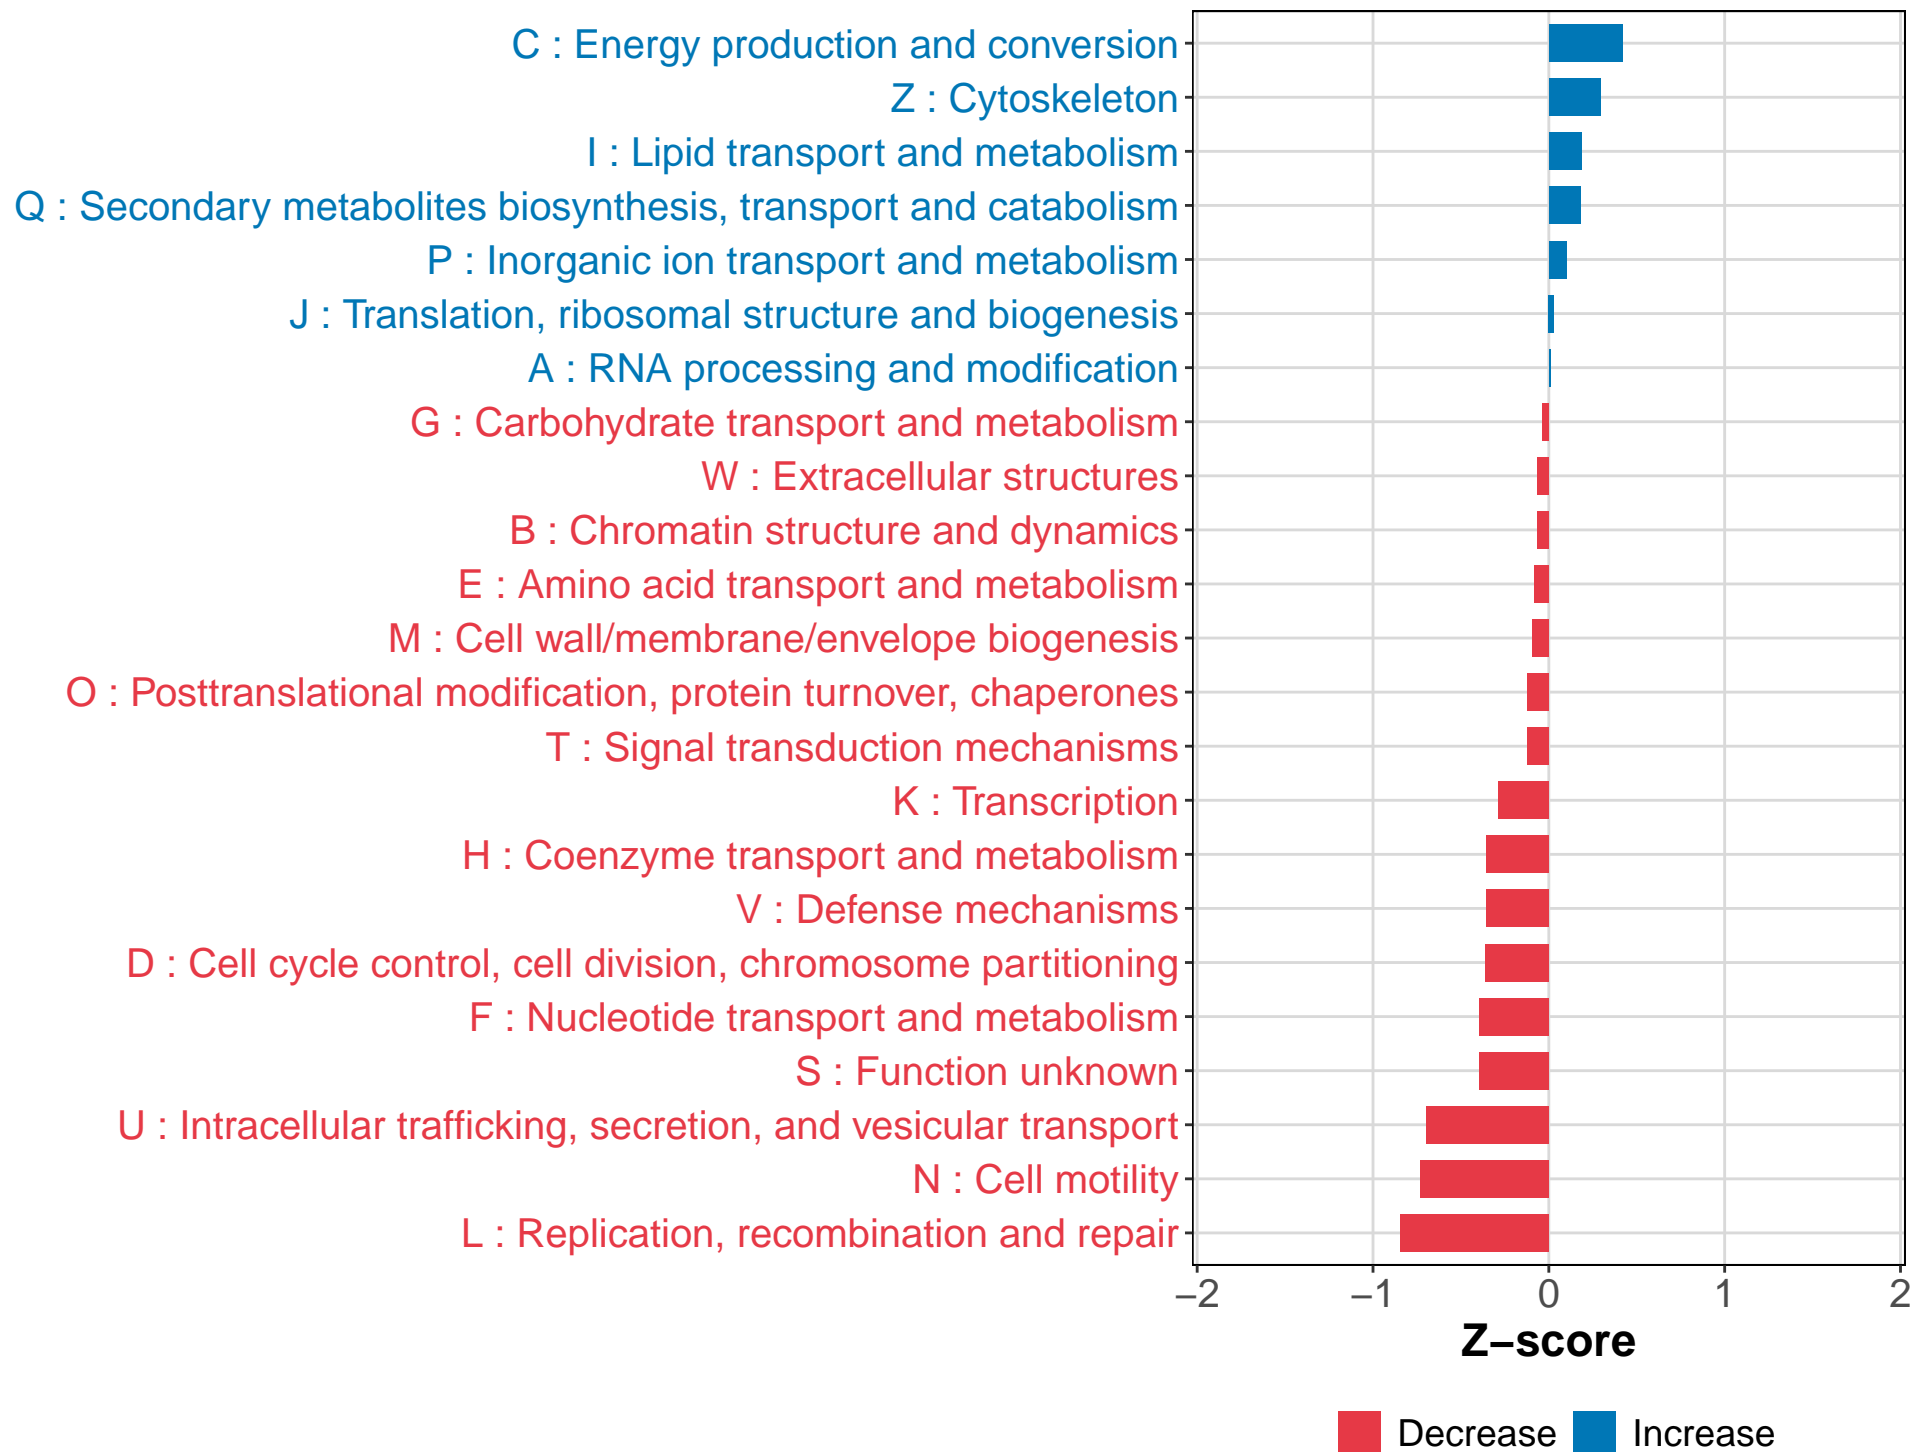 C : Energy production and conversion
Z : Cytoskeleton
I : Lipid transport and metabolism
Q : Secondary metabolites biosynthesis, transport and catabolism
P : Inorganic ion transport and metabolism
J : Translation, ribosomal structure and biogenesis
A : RNA processing and modification
G : Carbohydrate transport and metabolism
W : Extracellular structures
B : Chromatin structure and dynamics
E : Amino acid transport and metabolism
M : Cell wall/membrane/envelope biogenesis
O : Posttranslational modification, protein turnover, chaperones
T : Signal transduction mechanisms
K : Transcription
H : Coenzyme transport and metabolism
V : Defense mechanisms
D : Cell cycle control, cell division, chromosome partitioning
F : Nucleotide transport and metabolism
S : Function unknown
U : Intracellular trafficking, secretion, and vesicular transport
N : Cell motility
L : Replication, recombination and repair
−2 −1 0 1 2
Z−score
Decrease Increase